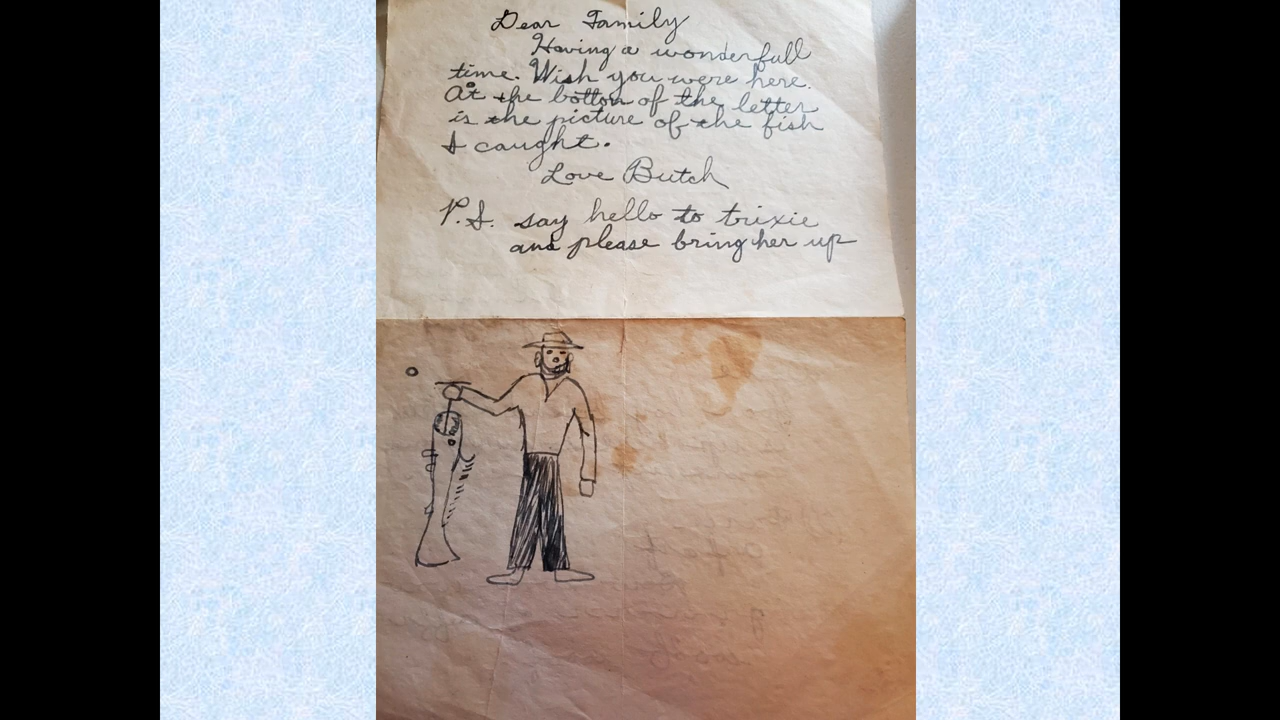 Dear Family
Having a wonderfull
time. Wish you were here.
At the bottom of the letter
is the picture of the fish
I caught.
Love Butch
P.S. say hello to trixie
and please bring her up